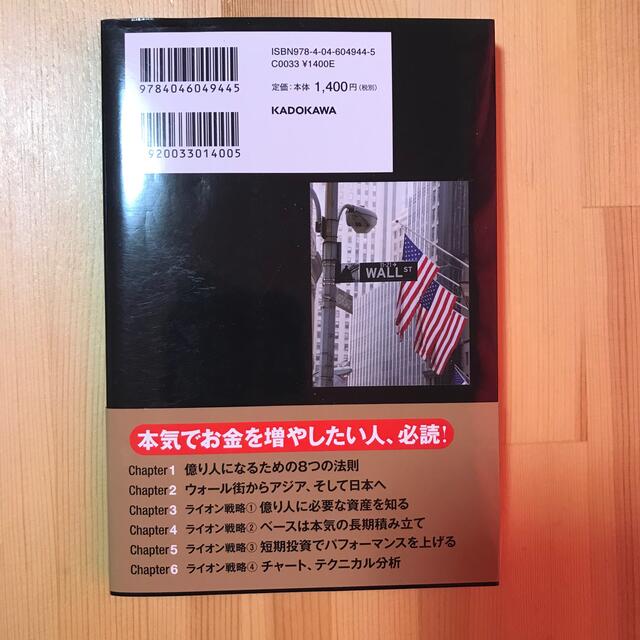 ISBN978-4-04-604944-5
C0033 ¥1400E
定価：本体 1,400円（税別）
KADOKAWA
9784046049445
920033014005
11-21→
WALL ST
本気でお金を増やしたい人、必読！
Chapter1 億り人になるための8つの法則
Chapter2 ウォール街からアジア、そして日本へ
Chapter3 ライオン戦略① 億り人に必要な資産を知る
Chapter4 ライオン戦略② ベースは本気の長期積み立て
Chapter5 ライオン戦略③ 短期投資でパフォーマンスを上げる
Chapter6 ライオン戦略④ チャート、テクニカル分析